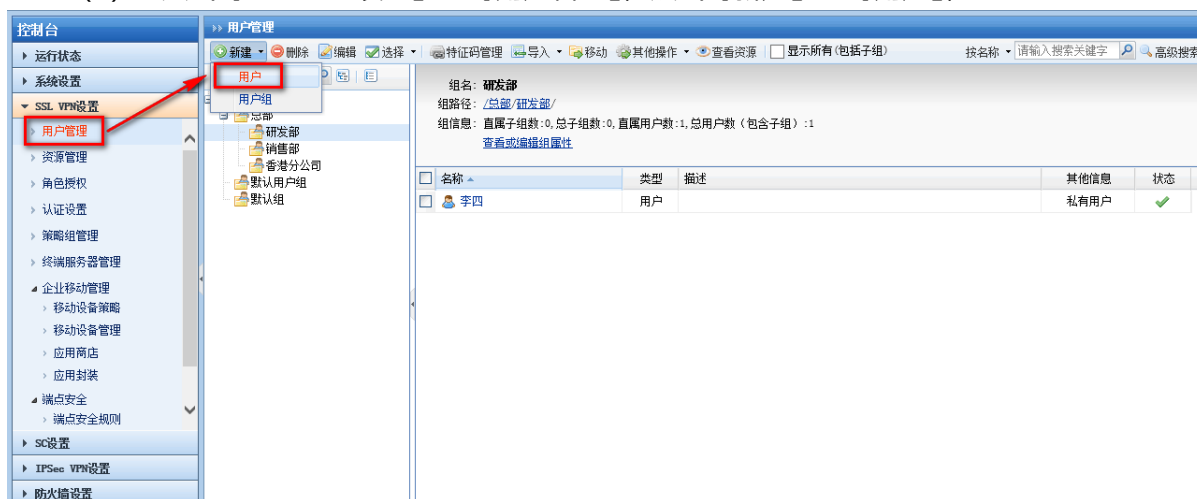 控制台
运行状态
系统设置
SSL VPN设置
用户管理
资源管理
角色授权
认证设置
策略组管理
终端服务器管理
企业移动管理
移动设备策略
移动设备管理
应用商店
应用封装
端点安全
端点安全规则
SC设置
IPSec VPN设置
防火墙设置
>> 用户管理
新建 删除 编辑 选择 特征码管理 导入 移动 其他操作 查看资源 显示所有(包括子组) 按名称 请输入搜索关键字 高级搜索
用户
用户组
总部
研发部
销售部
香港分公司
默认用户组
默认组
组名: 研发部
组路径: /总部/研发部/
组信息: 直属子组数:0,总子组数:0,直属用户数:1,总用户数（包含子组）:1
查看或编辑组属性
名称 类型 描述 其他信息 状态
李四 用户 私有用户